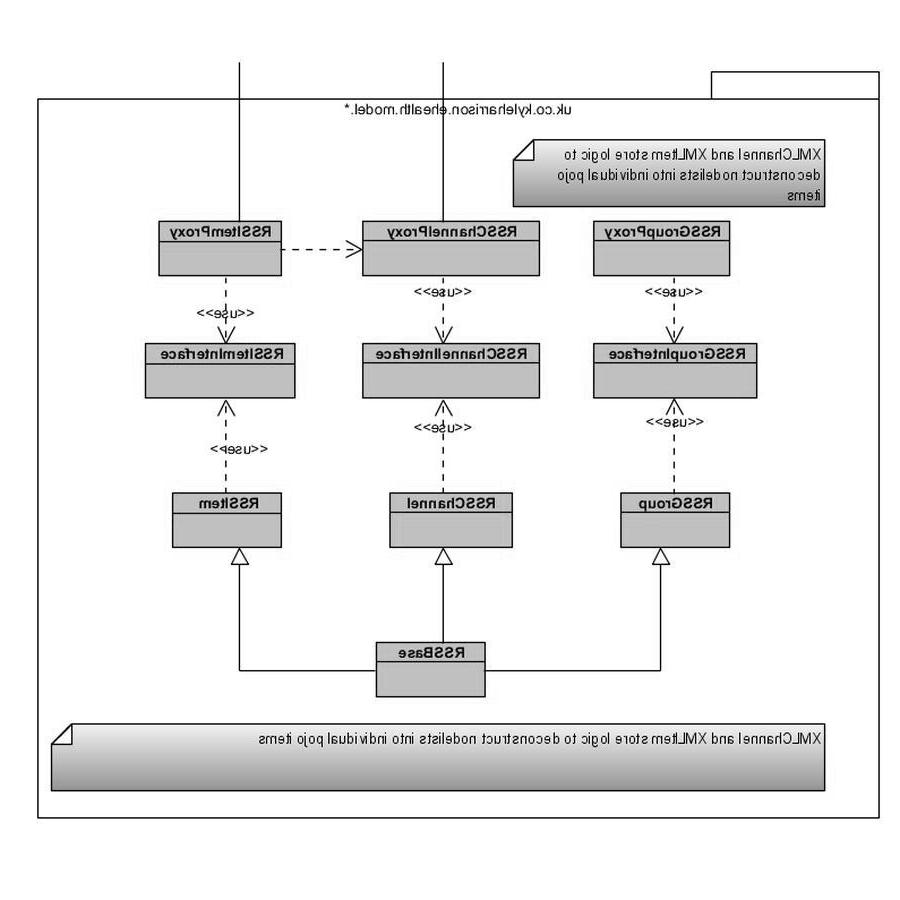 uk.co.kyleharrison.ehealth.model.*
XMLChannel and XMLItem store logic to
deconstruct nodelists into individual pojo
items
RSSGroupProxy
RSSChannelProxy
RSSItemProxy
<<use>>
<<use>>
<<use>>
RSSGroupInterface
RSSChannelInterface
RSSItemInterface
<<use>>
<<use>>
<<use>>
RSSGroup
RSSChannel
RSSItem
RSSBase
XMLChannel and XMLItem store logic to deconstruct nodelists into individual pojo items